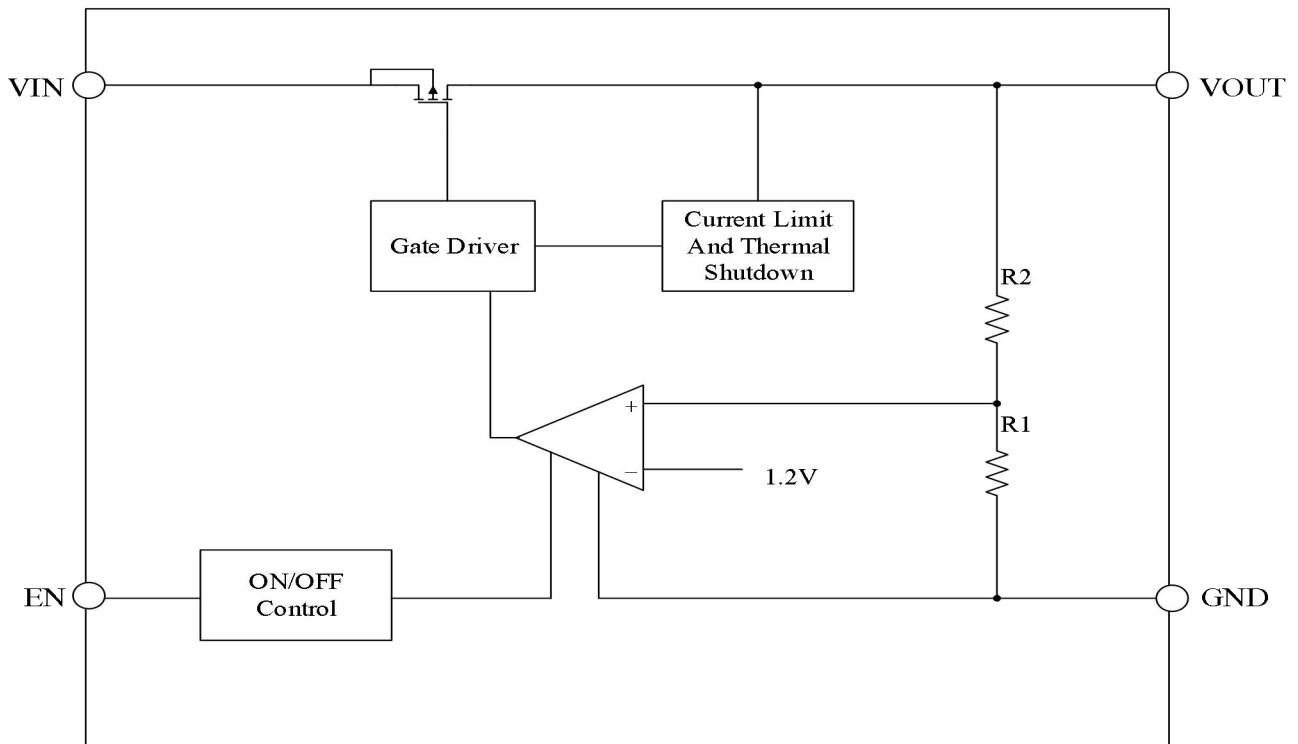 VIN
VOUT
Gate Driver
Current Limit
And Thermal
Shutdown
R2
+
R1
−
1.2V
EN
ON/OFF
Control
GND